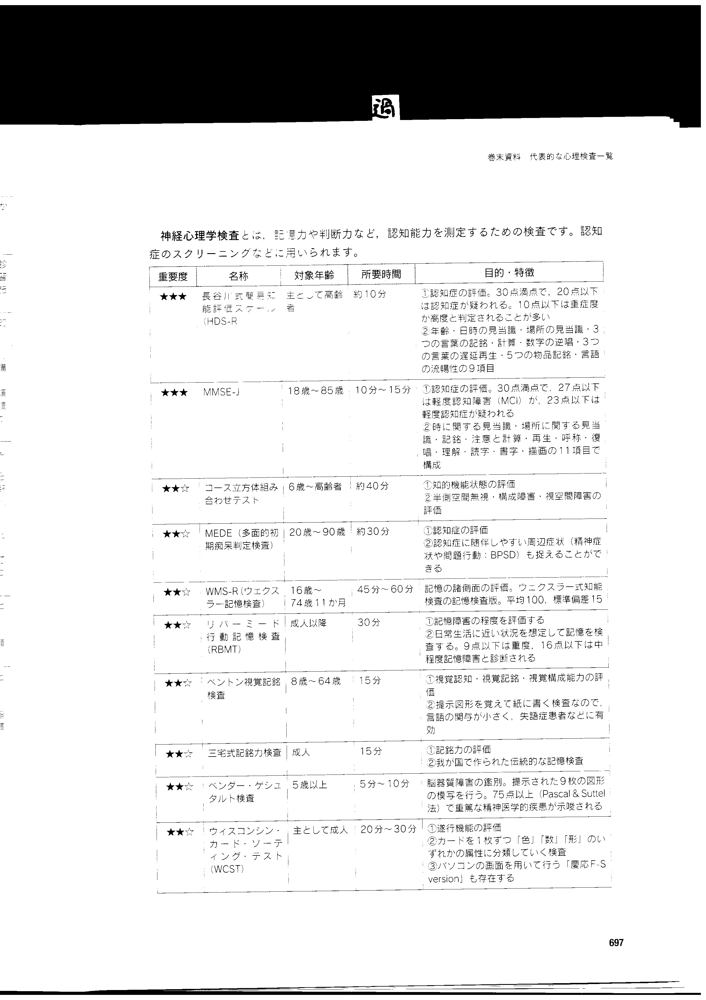 過
巻末資料　代表的な心理検査一覧
神経心理学検査とは，記憶力や判断力など，認知能力を測定するための検査です。認知
症のスクリーニングなどに用いられます。
重要度　名称　対象年齢　所要時間　目的・特徴
★★★　長谷川式簡易知　主として高齢　約10分　①認知症の評価。30点満点で，20点以下
能評価スケール　者　は認知症が疑われる。10点以下は重症度
(HDS-R　が高度と判定されることが多い
②年齢・日時の見当識・場所の見当識・3
つの言葉の記銘・計算・数字の逆唱・3つ
の言葉の遅延再生・5つの物品記銘・言語
の流暢性の9項目
★★★　MMSE-J　18歳～85歳　10分～15分　①認知症の評価。30点満点で，27点以下
は軽度認知障害（MCI）が，23点以下は
軽度認知症が疑われる
②時に関する見当識・場所に関する見当
識・記銘・注意と計算・再生・呼称・復
唱・理解・読字・書字・描画の11項目で
構成
★★☆　コース立方体組み　6歳～高齢者　約40分　①知的機能状態の評価
合わせテスト　②半側空間無視・構成障害・視空間障害の
評価
★★☆　MEDE（多面的初　20歳～90歳　約30分　①認知症の評価
期痴呆判定検査）　②認知症に随伴しやすい周辺症状（精神症
状や問題行動：BPSD）も捉えることがで
きる
★★☆　WMS-R（ウェクス　16歳～　45分～60分　記憶の諸側面の評価。ウェクスラー式知能
ラー記憶検査）　74歳11か月　検査の記憶検査版。平均100，標準偏差15
★★☆　リバーミード　成人以降　30分　①記憶障害の程度を評価する
行動記憶検査　②日常生活に近い状況を想定して記憶を検
(RBMT)　査する。9点以下は重度，16点以下は中
程度記憶障害と診断される
★★☆　ベントン視覚記銘　8歳～64歳　15分　①視覚認知・視覚記銘・視覚構成能力の評
検査　価
②提示図形を覚えて紙に書く検査なので，
言語の関与が小さく，失語症患者などに有
効
★★☆　三宅式記銘力検査　成人　15分　①記銘力の評価
②我が国で作られた伝統的な記憶検査
★★☆　ベンダー・ゲシュ　5歳以上　5分～10分　脳器質障害の鑑別。提示された9枚の図形
タルト検査　の模写を行う。75点以上（Pascal & Suttel
法）で重篤な精神医学的疾患が示唆される
★★☆　ウィスコンシン・　主として成人　20分～30分　①遂行機能の評価
カード・ソーテ　②カードを1枚ずつ「色」「数」「形」のい
ィング・テスト　ずれかの属性に分類していく検査
(WCST)　③パソコンの画面を用いて行う「慶応F-S
version」も存在する
697